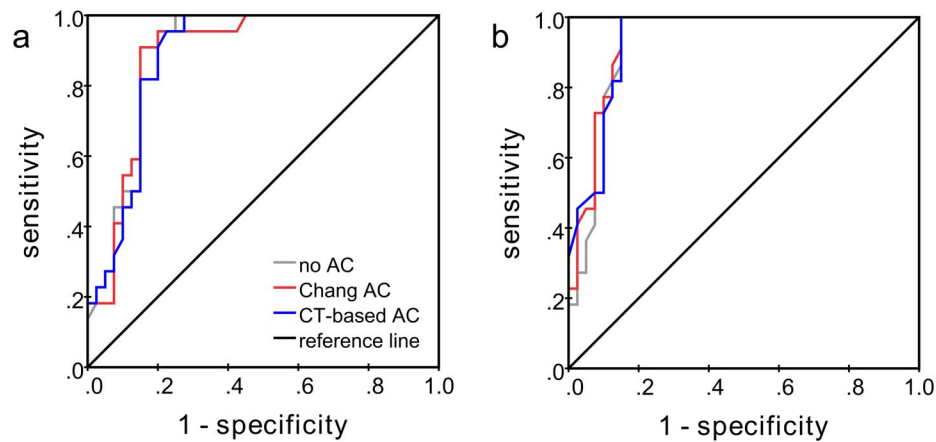 a
1.0
.8
.6
.4
.2
.0
sensitivity
no AC
Chang AC
CT-based AC
reference line
.0 .2 .4 .6 .8 1.0
1 - specificity
b
1.0
.8
.6
.4
.2
.0
sensitivity
.0 .2 .4 .6 .8 1.0
1 - specificity